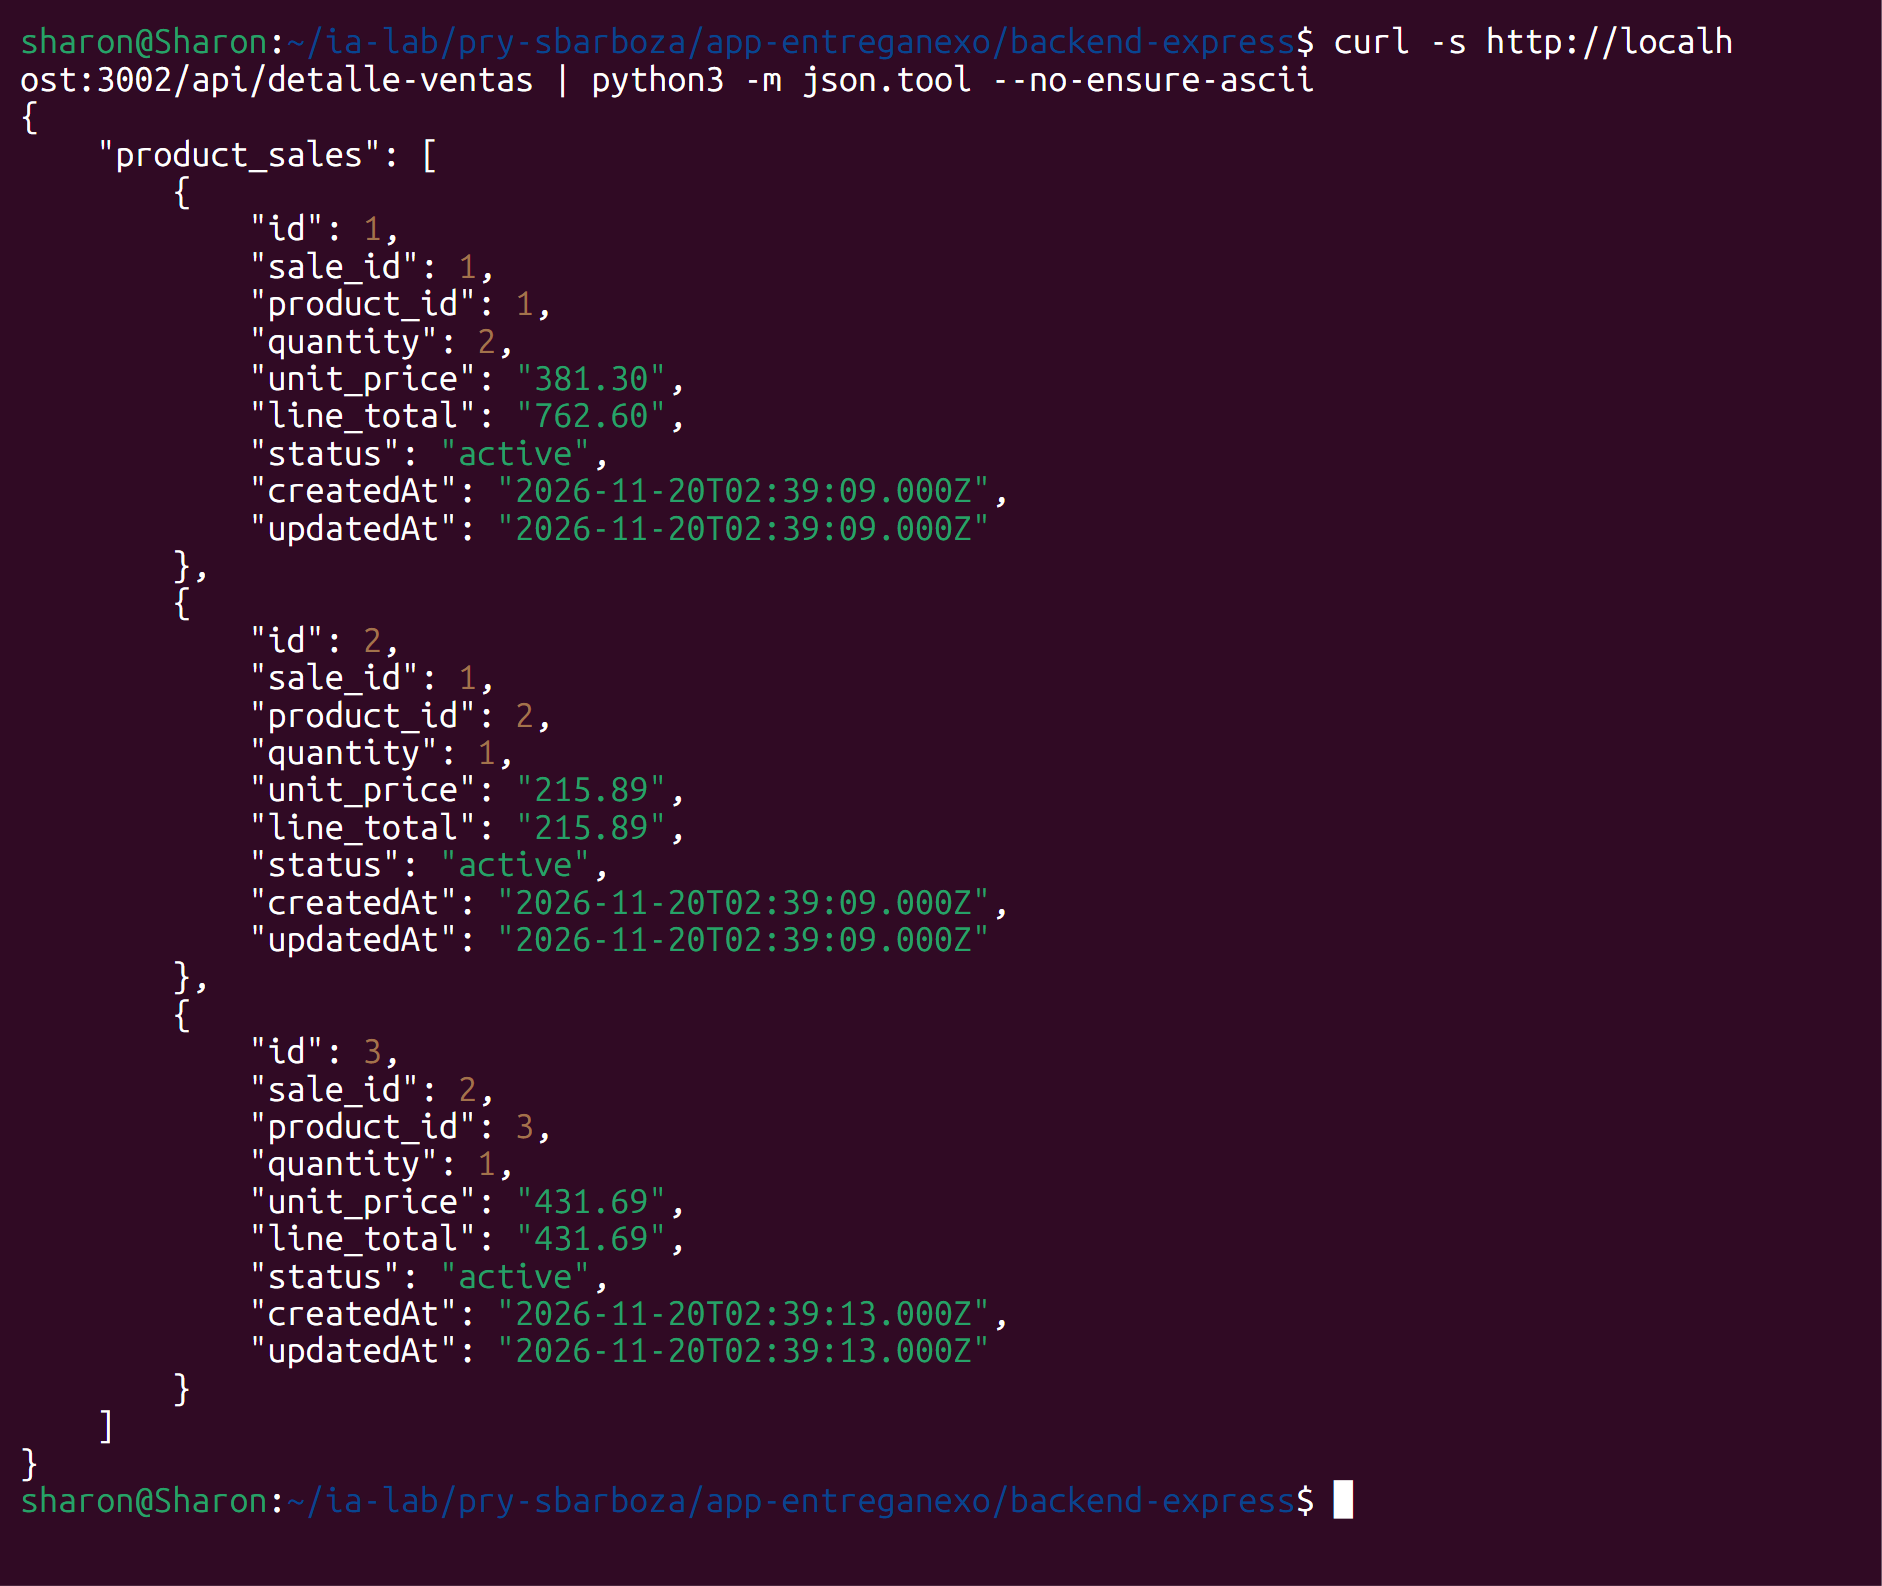 sharon@Sharon:~/ia-lab/pry-sbarboza/app-entreganexo/backend-express$ curl -s http://localh
ost:3002/api/detalle-ventas | python3 -m json.tool --no-ensure-ascii
{
    "product_sales": [
        {
            "id": 1,
            "sale_id": 1,
            "product_id": 1,
            "quantity": 2,
            "unit_price": "381.30",
            "line_total": "762.60",
            "status": "active",
            "createdAt": "2026-11-20T02:39:09.000Z",
            "updatedAt": "2026-11-20T02:39:09.000Z"
        },
        {
            "id": 2,
            "sale_id": 1,
            "product_id": 2,
            "quantity": 1,
            "unit_price": "215.89",
            "line_total": "215.89",
            "status": "active",
            "createdAt": "2026-11-20T02:39:09.000Z",
            "updatedAt": "2026-11-20T02:39:09.000Z"
        },
        {
            "id": 3,
            "sale_id": 2,
            "product_id": 3,
            "quantity": 1,
            "unit_price": "431.69",
            "line_total": "431.69",
            "status": "active",
            "createdAt": "2026-11-20T02:39:13.000Z",
            "updatedAt": "2026-11-20T02:39:13.000Z"
        }
    ]
}
sharon@Sharon:~/ia-lab/pry-sbarboza/app-entreganexo/backend-express$